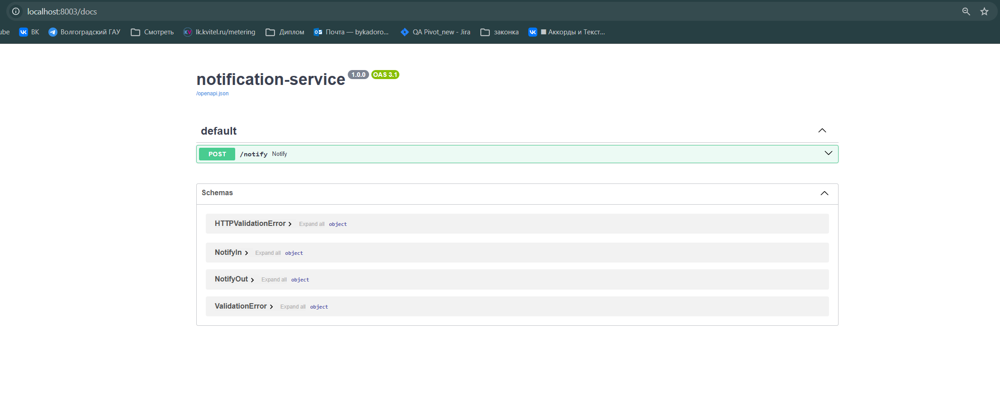 localhost:8003/docs
ube ВК Волгоградский ГАУ Смотреть lk.kvitel.ru/metering Диплом Почта — bykadoro... QA Pivot_new - Jira законка Аккорды и Текст...
notification-service 1.0.0 OAS 3.1
/openapi.json
default
POST /notify Notify
Schemas
HTTPValidationError Expand all object
NotifyIn Expand all object
NotifyOut Expand all object
ValidationError Expand all object